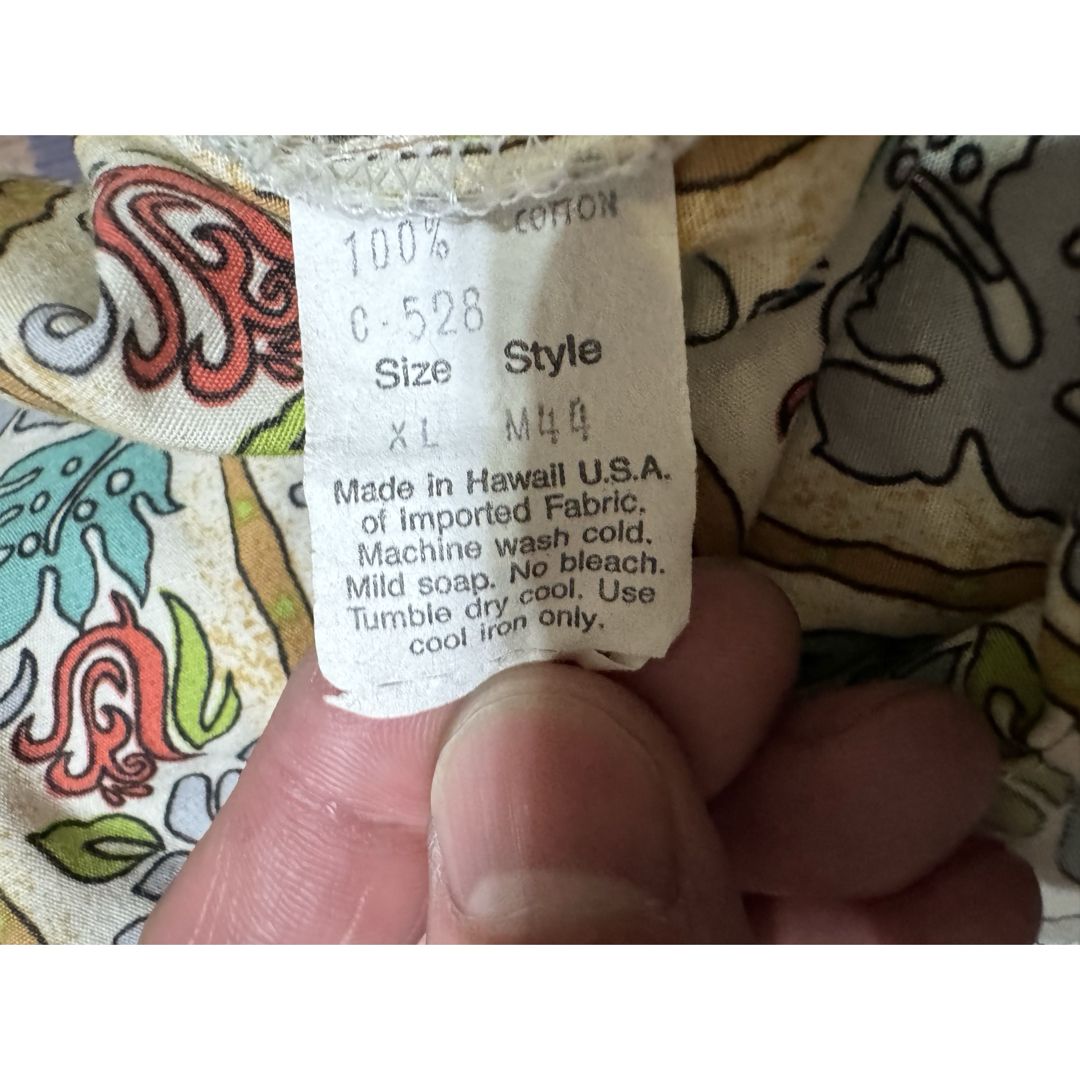 100% COTTON
C-528
Size Style
XL M44
Made in Hawaii U.S.A.
of Imported Fabric.
Machine wash cold.
Mild soap. No bleach.
Tumble dry cool. Use
cool iron only.